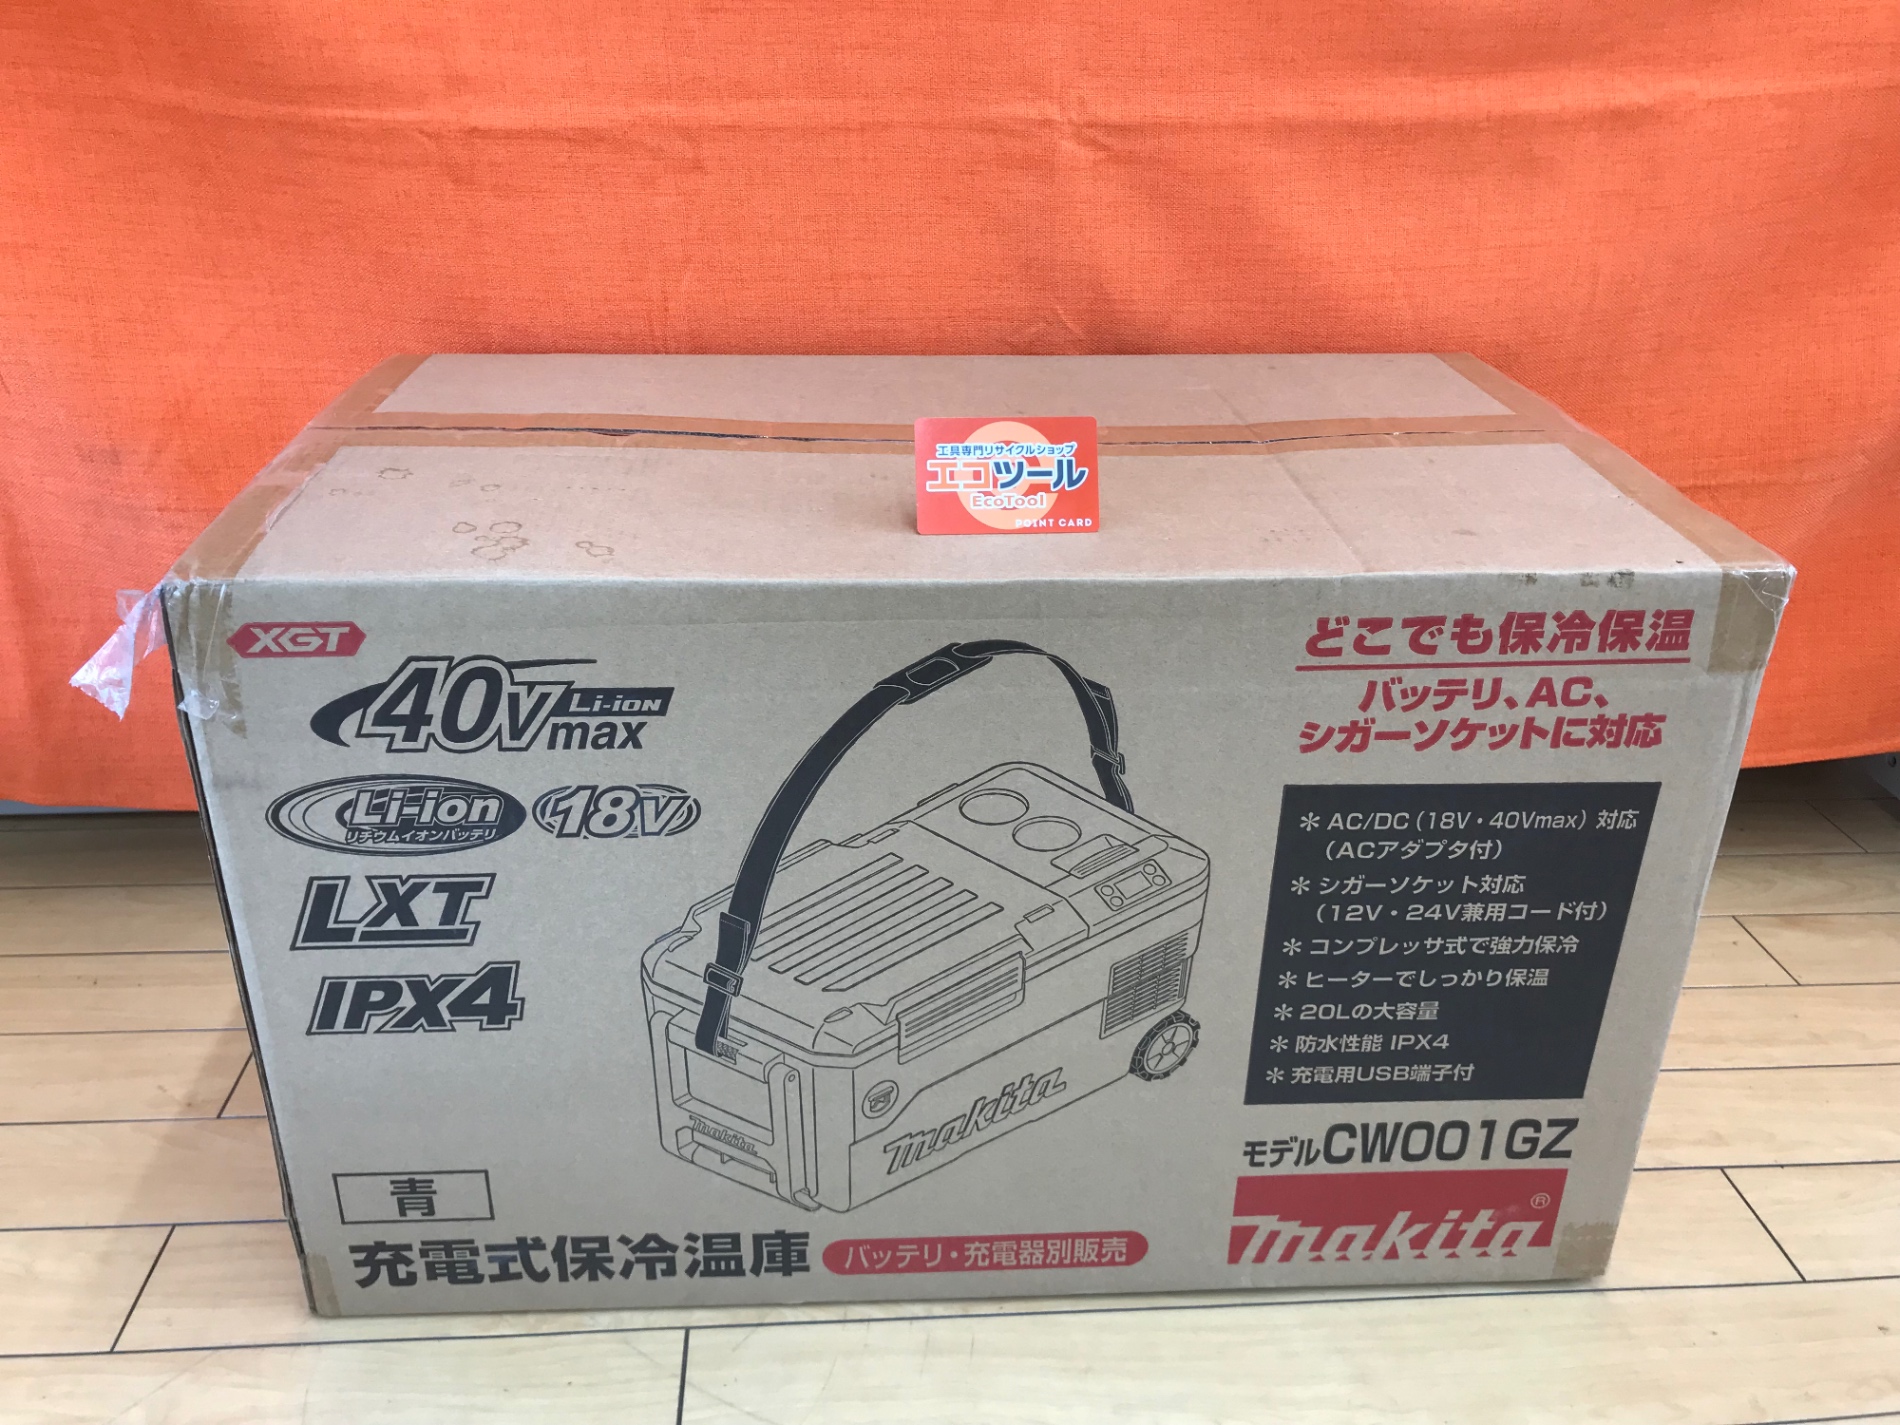 工具専門リサイクルショップ
エコツール
EcoTool
POINT CARD
XGT
40Vmax Li-ion
Li-ion
リチウムイオンバッテリ
18V
LXT
IPX4
どこでも保冷保温
バッテリ、AC、
シガーソケットに対応
＊AC/DC（18V・40Vmax）対応
（ACアダプタ付）
＊シガーソケット対応
（12V・24V兼用コード付）
＊コンプレッサ式で強力保冷
＊ヒーターでしっかり保温
＊20Lの大容量
＊防水性能 IPX4
＊充電用USB端子付
makita
makita
モデルCW001GZ
makita®
青
充電式保冷温庫
バッテリ・充電器別販売